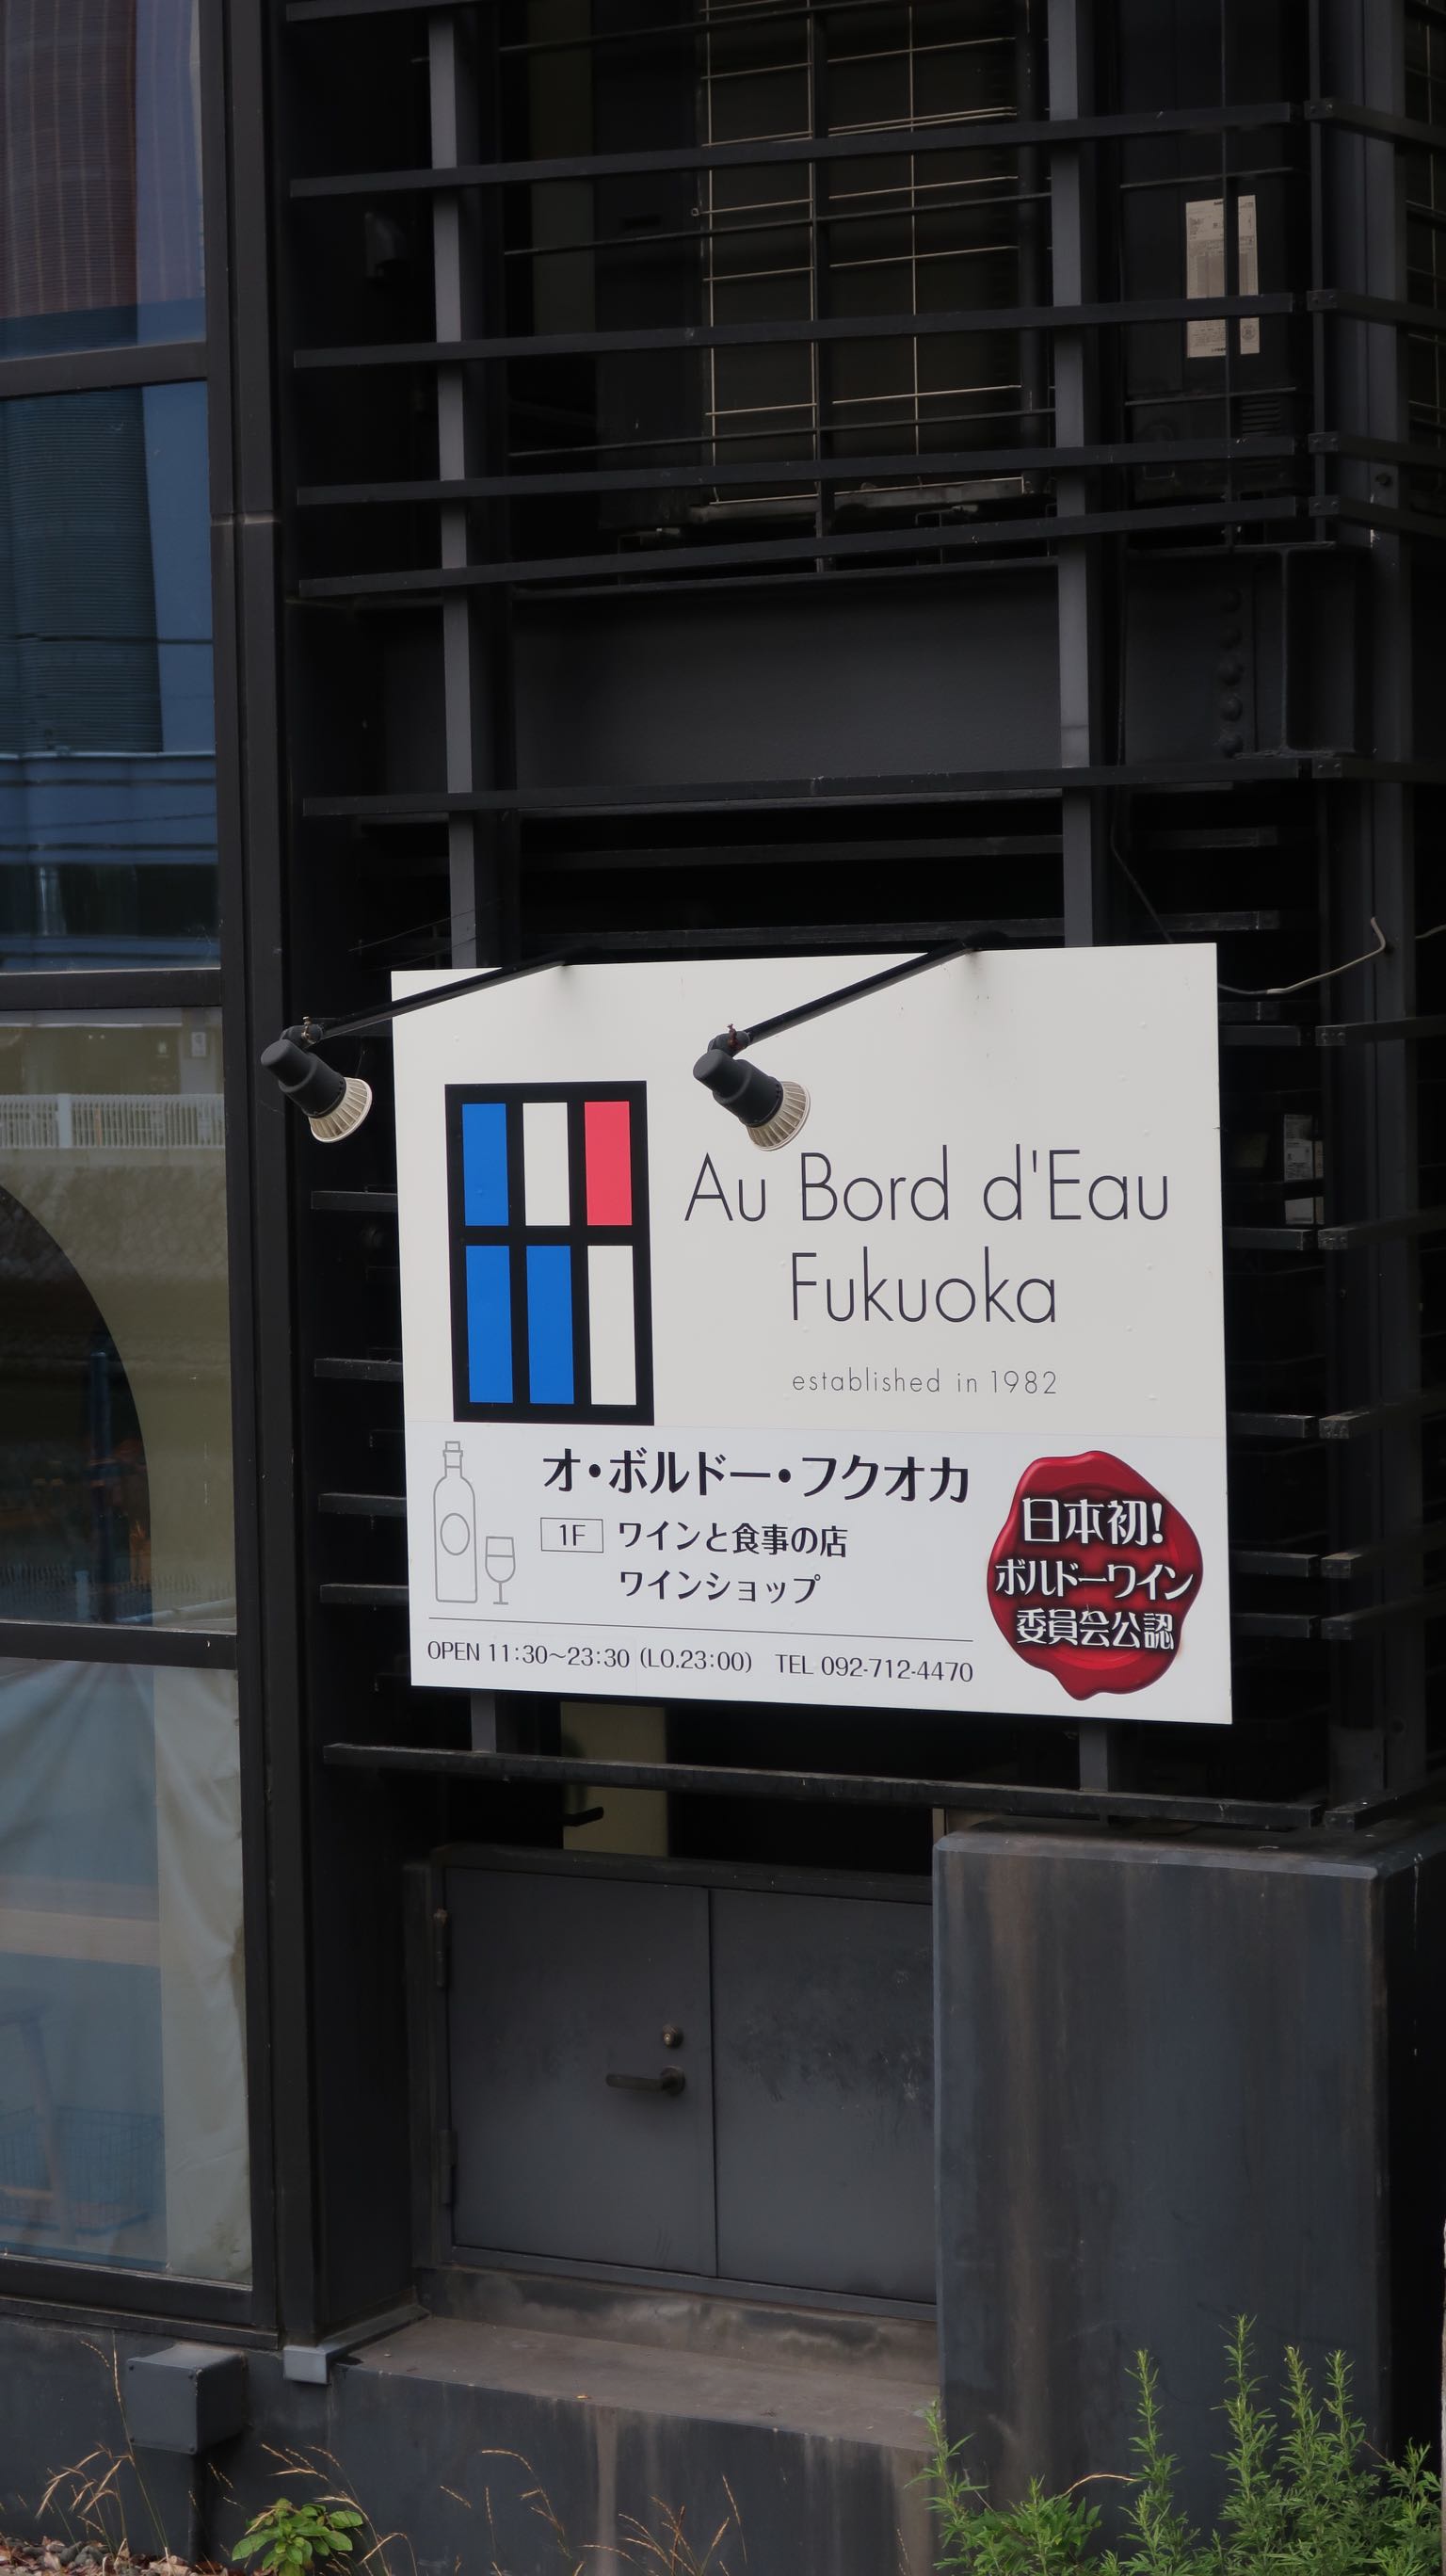 Au Bord d'Eau
Fukuoka
established in 1982
オ・ボルドー・フクオカ
1F ワインと食事の店
ワインショップ
OPEN 11:30～23:30 (LO.23:00) TEL 092-712-4470
日本初!
ボルドーワイン
委員会公認